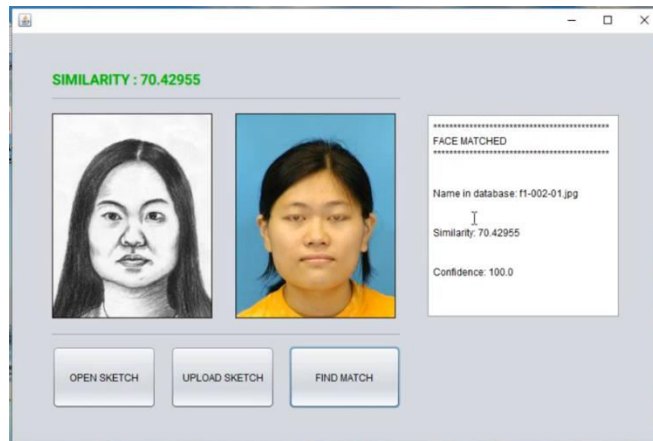 SIMILARITY : 70.42955
********************************************
FACE MATCHED
********************************************
Name in database: f1-002-01.jpg
Similarity: 70.42955
Confidence: 100.0
OPEN SKETCH
UPLOAD SKETCH
FIND MATCH